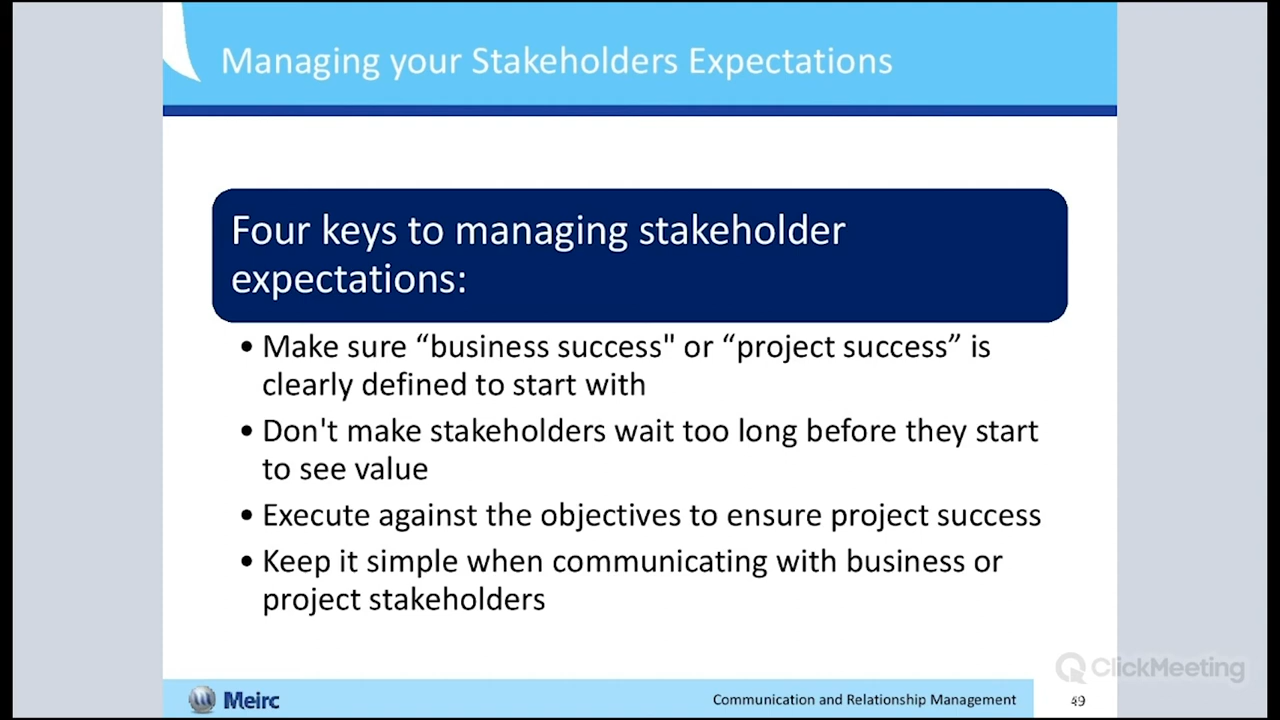 Managing your Stakeholders Expectations
Four keys to managing stakeholder
expectations:
• Make sure “business success" or “project success” is
clearly defined to start with
• Don't make stakeholders wait too long before they start
to see value
• Execute against the objectives to ensure project success
• Keep it simple when communicating with business or
project stakeholders
ClickMeeting
Meirc
Communication and Relationship Management
49